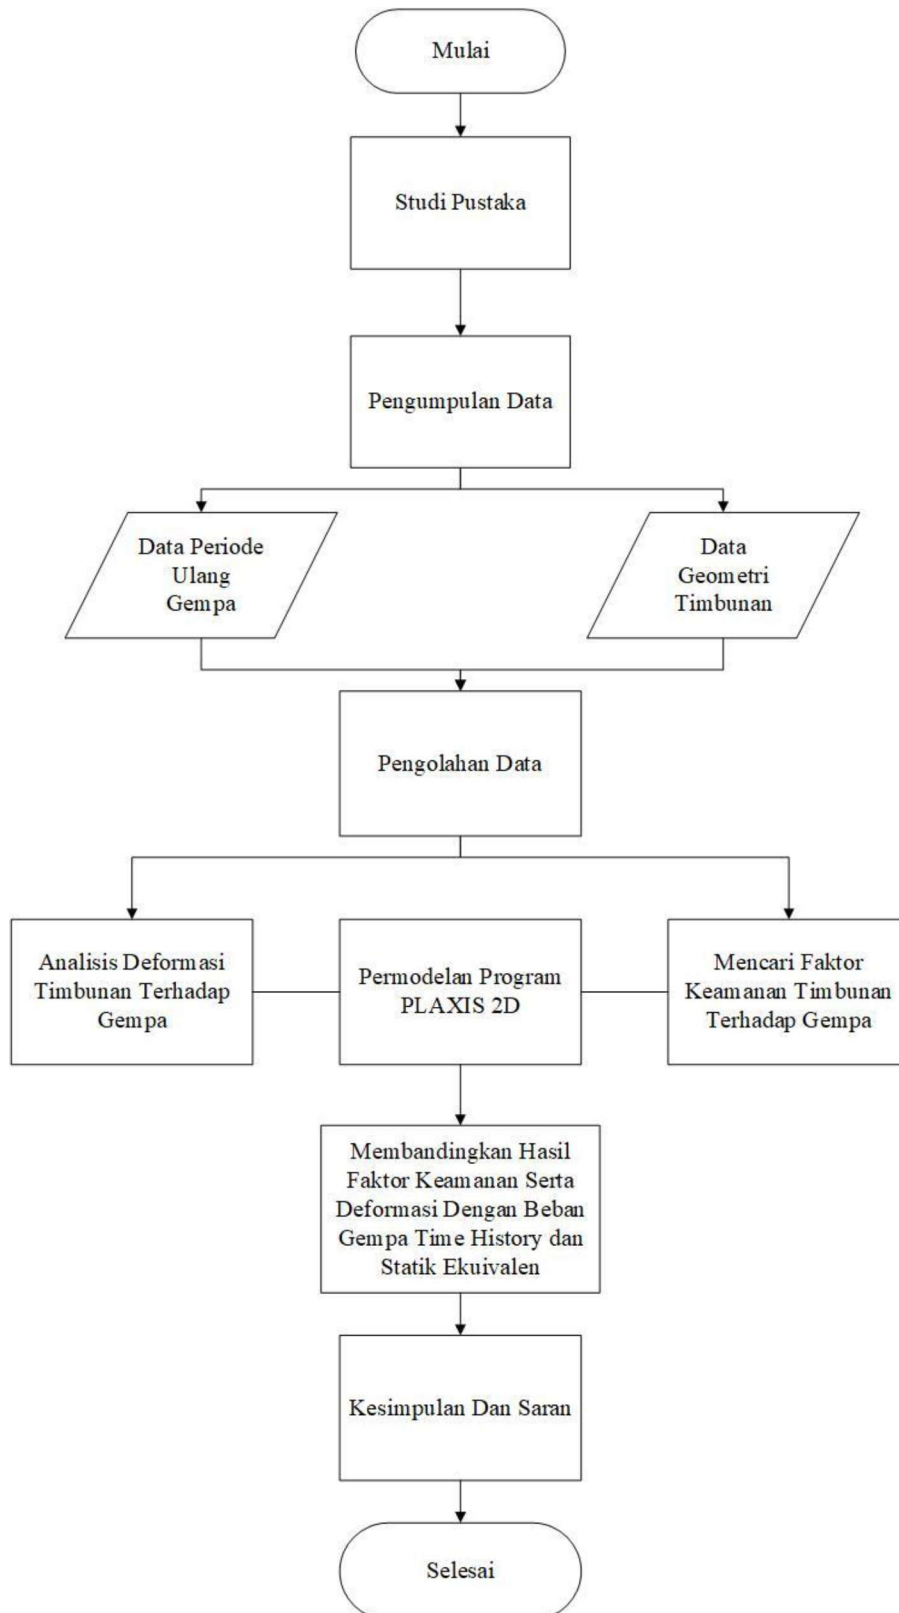 Mulai
Studi Pustaka
Pengumpulan Data
Data Periode
Ulang
Gempa
Data
Geometri
Timbunan
Pengolahan Data
Analisis Deformasi
Timbunan Terhadap
Gempa
Permodelan Program
PLAXIS 2D
Mencari Faktor
Keamanan Timbunan
Terhadap Gempa
Membandingkan Hasil
Faktor Keamanan Serta
Deformasi Dengan Beban
Gempa Time History dan
Statik Ekuivalen
Kesimpulan Dan Saran
Selesai